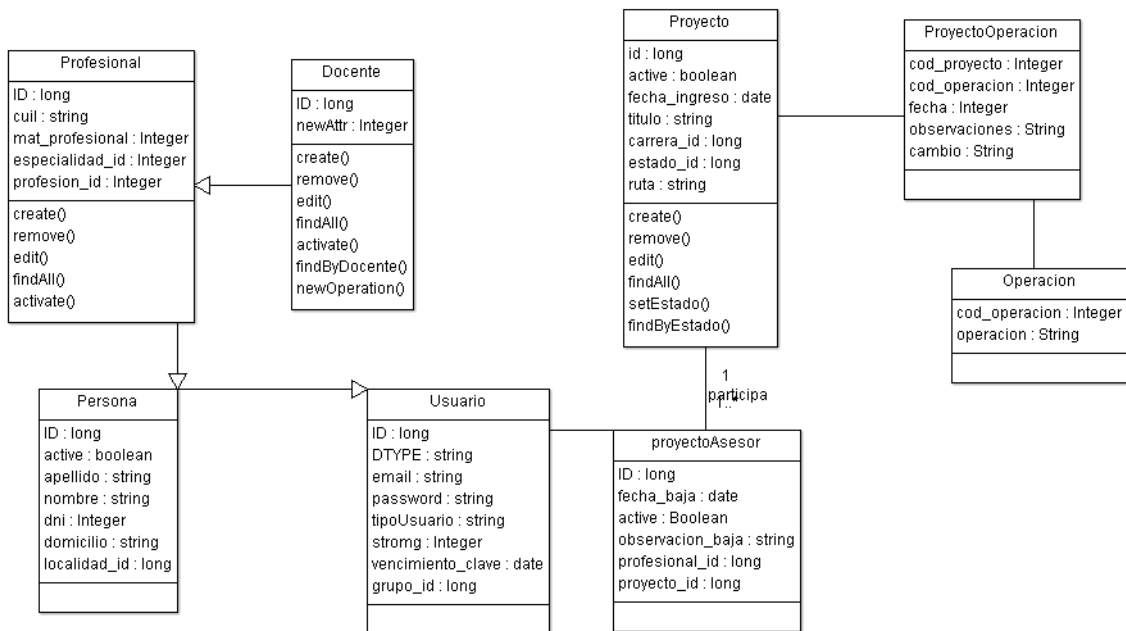 Profesional
ID : long
cuil : string
mat_profesional : Integer
especialidad_id : Integer
profesion_id : Integer
create()
remove()
edit()
findAll()
activate()
Docente
ID : long
newAttr : Integer
create()
remove()
edit()
findAll()
activate()
findByDocente()
newOperation()
Proyecto
id : long
active : boolean
fecha_ingreso : date
titulo : string
carrera_id : long
estado_id : long
ruta : string
create()
remove()
edit()
findAll()
setEstado()
findByEstado()
ProyectoOperacion
cod_proyecto : Integer
cod_operacion : Integer
fecha : Integer
observaciones : String
cambio : String
Operacion
cod_operacion : Integer
operacion : String
1
participa
1..*
Persona
ID : long
active : boolean
apellido : string
nombre : string
dni : Integer
domicilio : string
localidad_id : long
Usuario
ID : long
DTYPE : string
email : string
password : string
tipoUsuario : string
stromg : Integer
vencimiento_clave : date
grupo_id : long
proyectoAsesor
ID : long
fecha_baja : date
active : Boolean
observacion_baja : string
profesional_id : long
proyecto_id : long